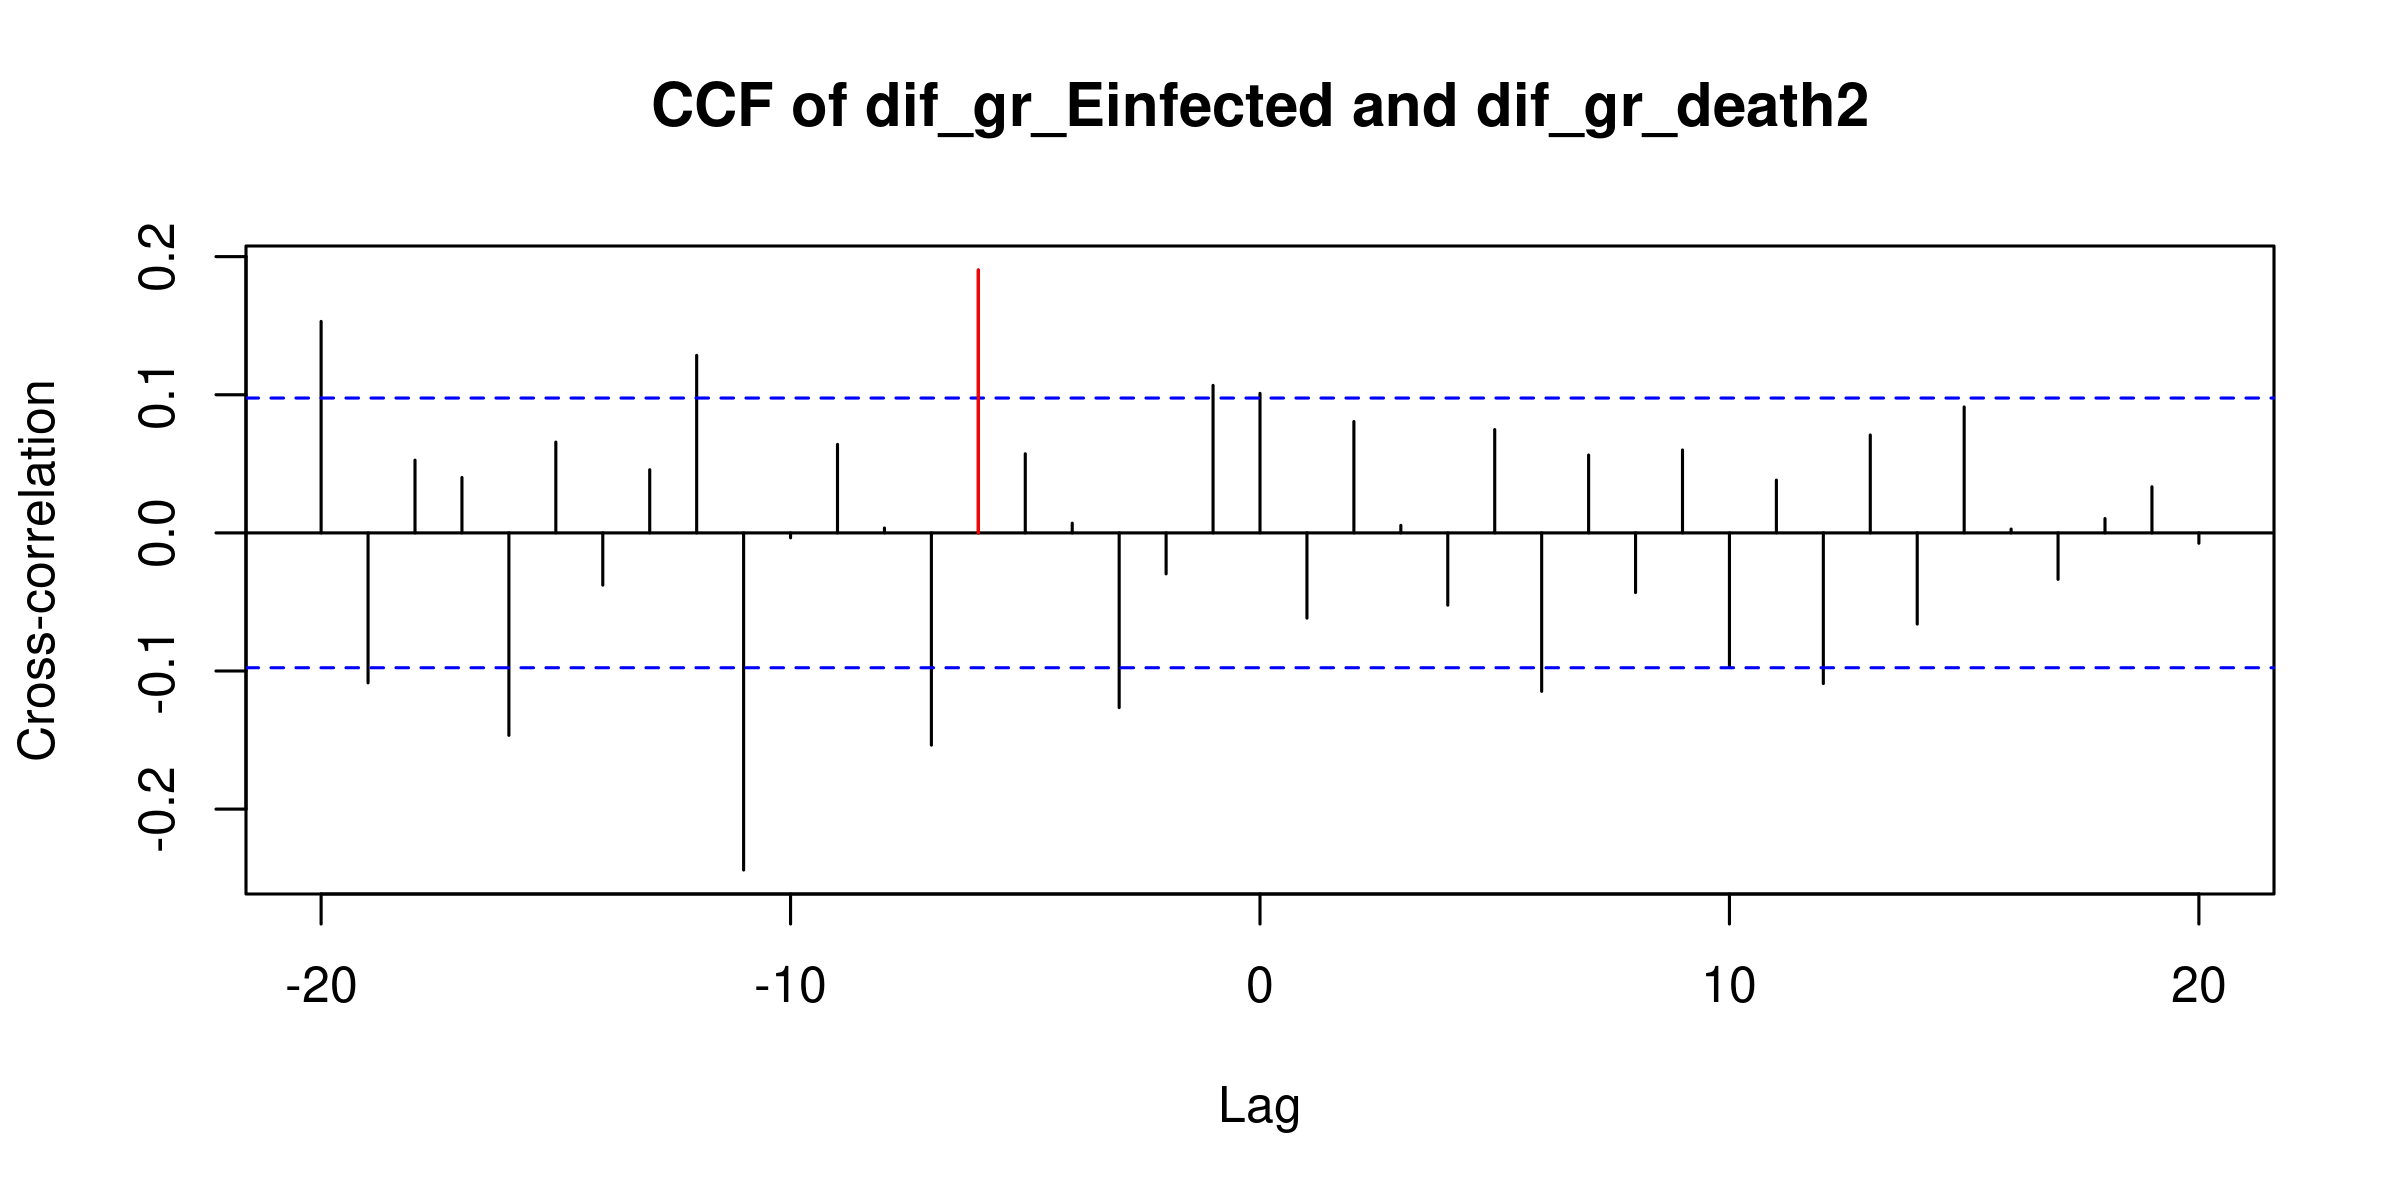 CCF of dif_gr_Einfected and dif_gr_death2
Cross-correlation
0.2
0.1
0.0
-0.1
-0.2
-20 -10 0 10 20
Lag